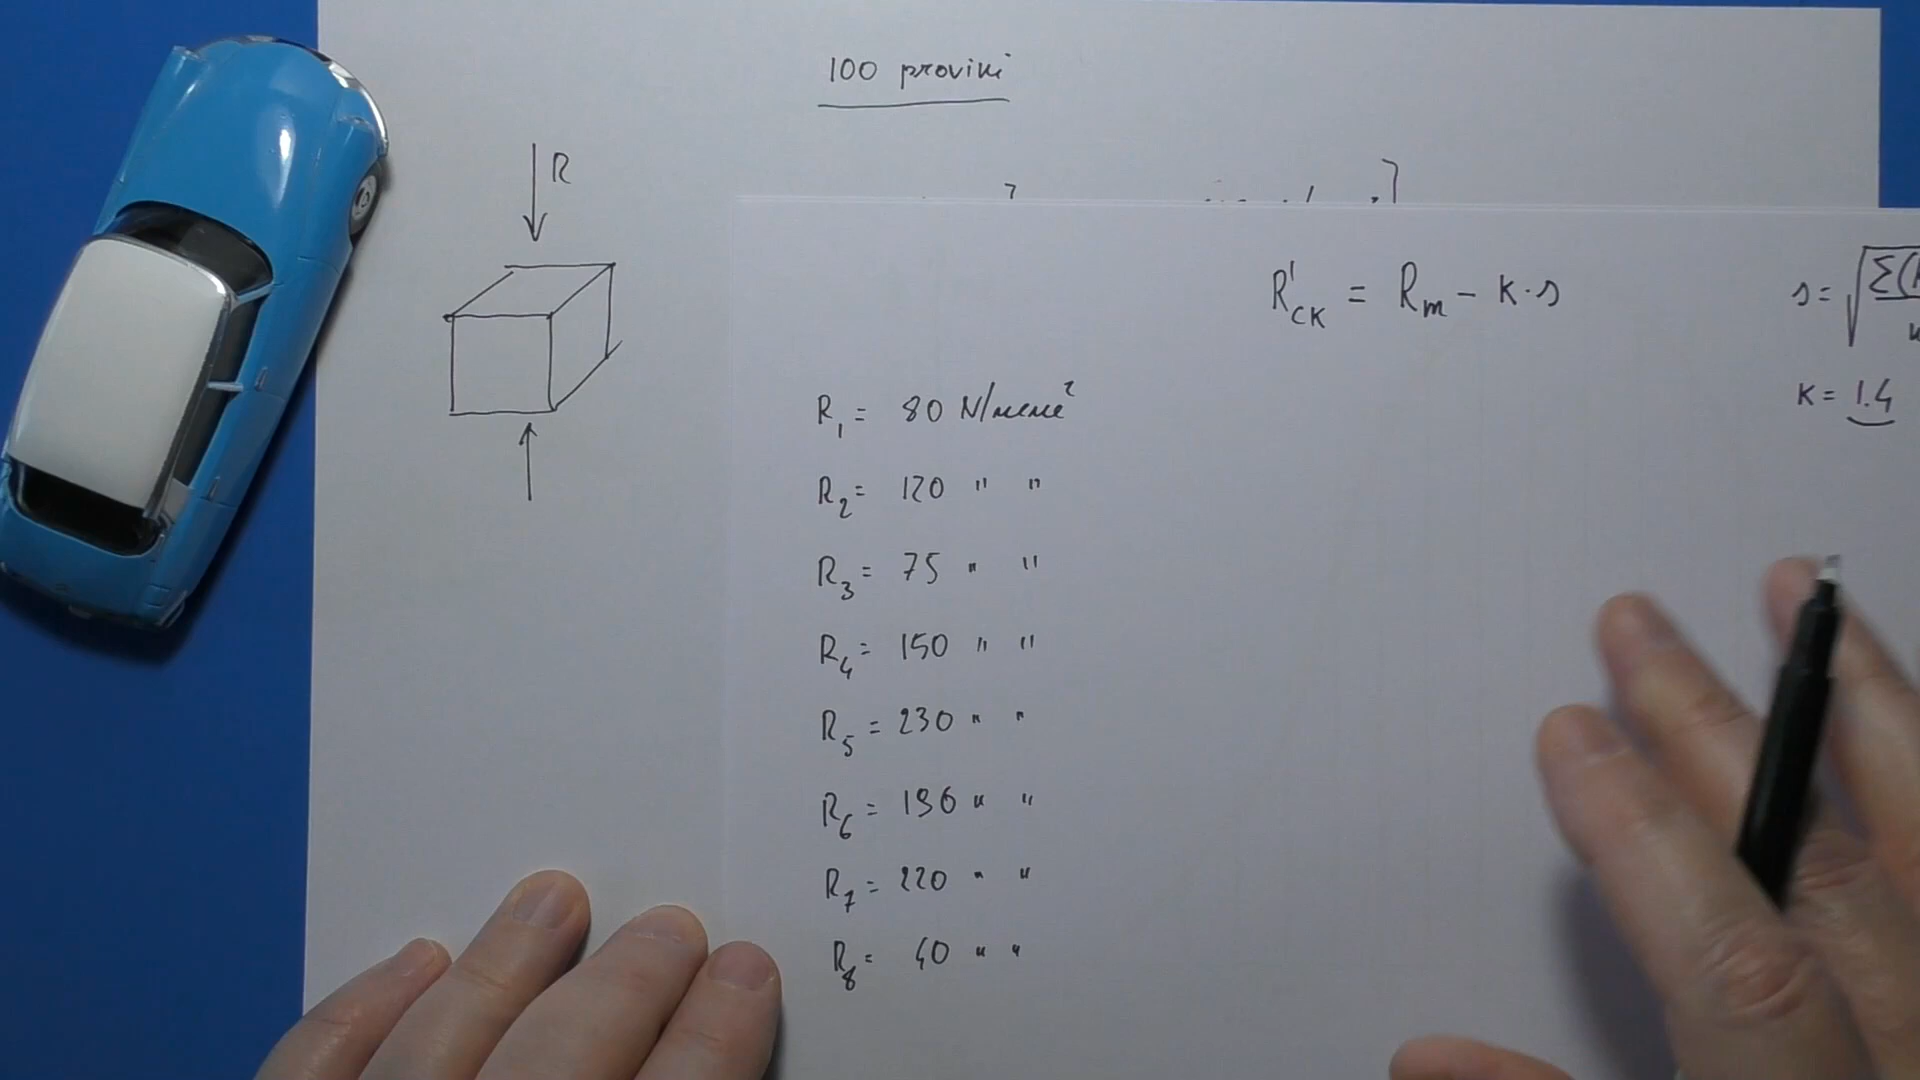 100 provini
R
R'CK = Rm - K·s
s = √Σ(
K = 1.4
R1 = 80 N/mm²
R2 = 120 " "
R3 = 75 " "
R4 = 150 " "
R5 = 230 " "
R6 = 196 " "
R7 = 220 " "
R8 = 40 " "